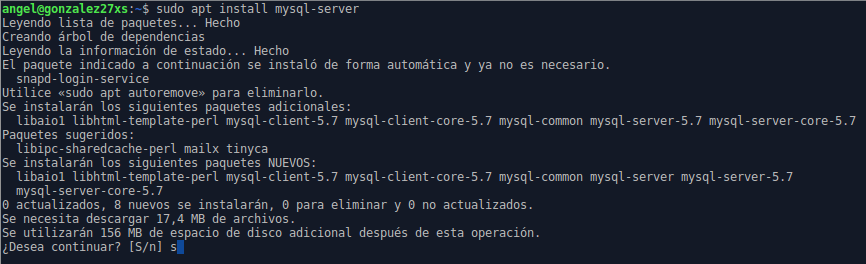 angel@gonzalez27xs:~$ sudo apt install mysql-server
Leyendo lista de paquetes... Hecho
Creando árbol de dependencias
Leyendo la información de estado... Hecho
El paquete indicado a continuación se instaló de forma automática y ya no es necesario.
  snapd-login-service
Utilice «sudo apt autoremove» para eliminarlo.
Se instalarán los siguientes paquetes adicionales:
  libaio1 libhtml-template-perl mysql-client-5.7 mysql-client-core-5.7 mysql-common mysql-server-5.7 mysql-server-core-5.7
Paquetes sugeridos:
  libipc-sharedcache-perl mailx tinyca
Se instalarán los siguientes paquetes NUEVOS:
  libaio1 libhtml-template-perl mysql-client-5.7 mysql-client-core-5.7 mysql-common mysql-server mysql-server-5.7
  mysql-server-core-5.7
0 actualizados, 8 nuevos se instalarán, 0 para eliminar y 0 no actualizados.
Se necesita descargar 17,4 MB de archivos.
Se utilizarán 156 MB de espacio de disco adicional después de esta operación.
¿Desea continuar? [S/n] s